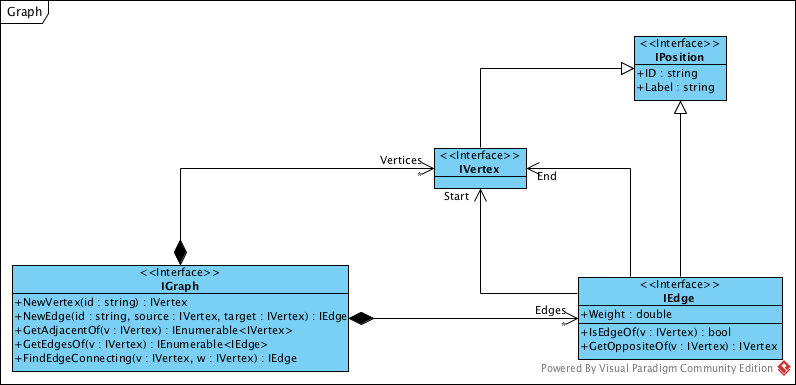 Graph
<<Interface>>
IPosition
+ID : string
+Label : string
Vertices
*
<<Interface>>
IVertex
End
Start
<<Interface>>
IGraph
+NewVertex(id : string) : IVertex
+NewEdge(id : string, source : IVertex, target : IVertex) : IEdge
+GetAdjacentOf(v : IVertex) : IEnumerable<IVertex>
+GetEdgesOf(v : IVertex) : IEnumerable<IEdge>
+FindEdgeConnecting(v : IVertex, w : IVertex) : IEdge
Edges
*
<<Interface>>
IEdge
+Weight : double
+IsEdgeOf(v : IVertex) : bool
+GetOppositeOf(v : IVertex) : IVertex
Powered By Visual Paradigm Community Edition